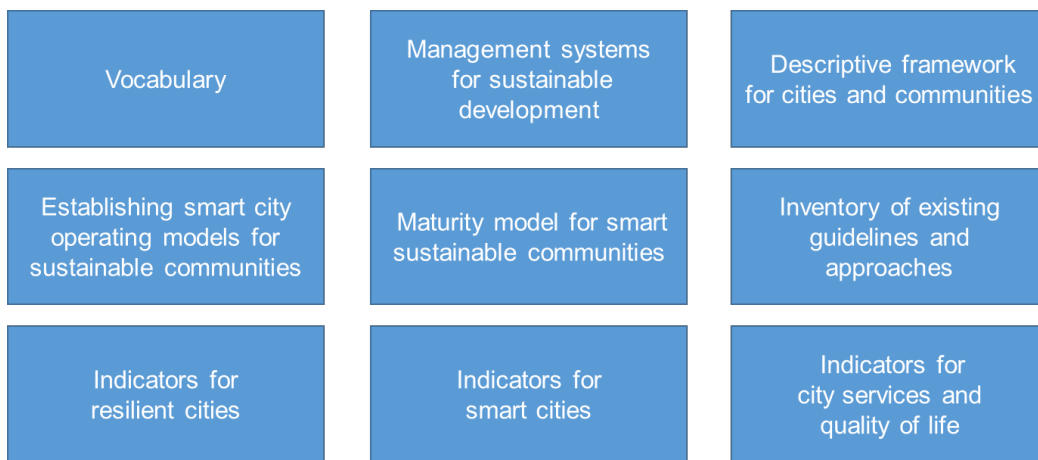 Vocabulary
Management systems
for sustainable
development
Descriptive framework
for cities and communities
Establishing smart city
operating models for
sustainable communities
Maturity model for smart
sustainable communities
Inventory of existing
guidelines and
approaches
Indicators for
resilient cities
Indicators for
smart cities
Indicators for
city services and
quality of life